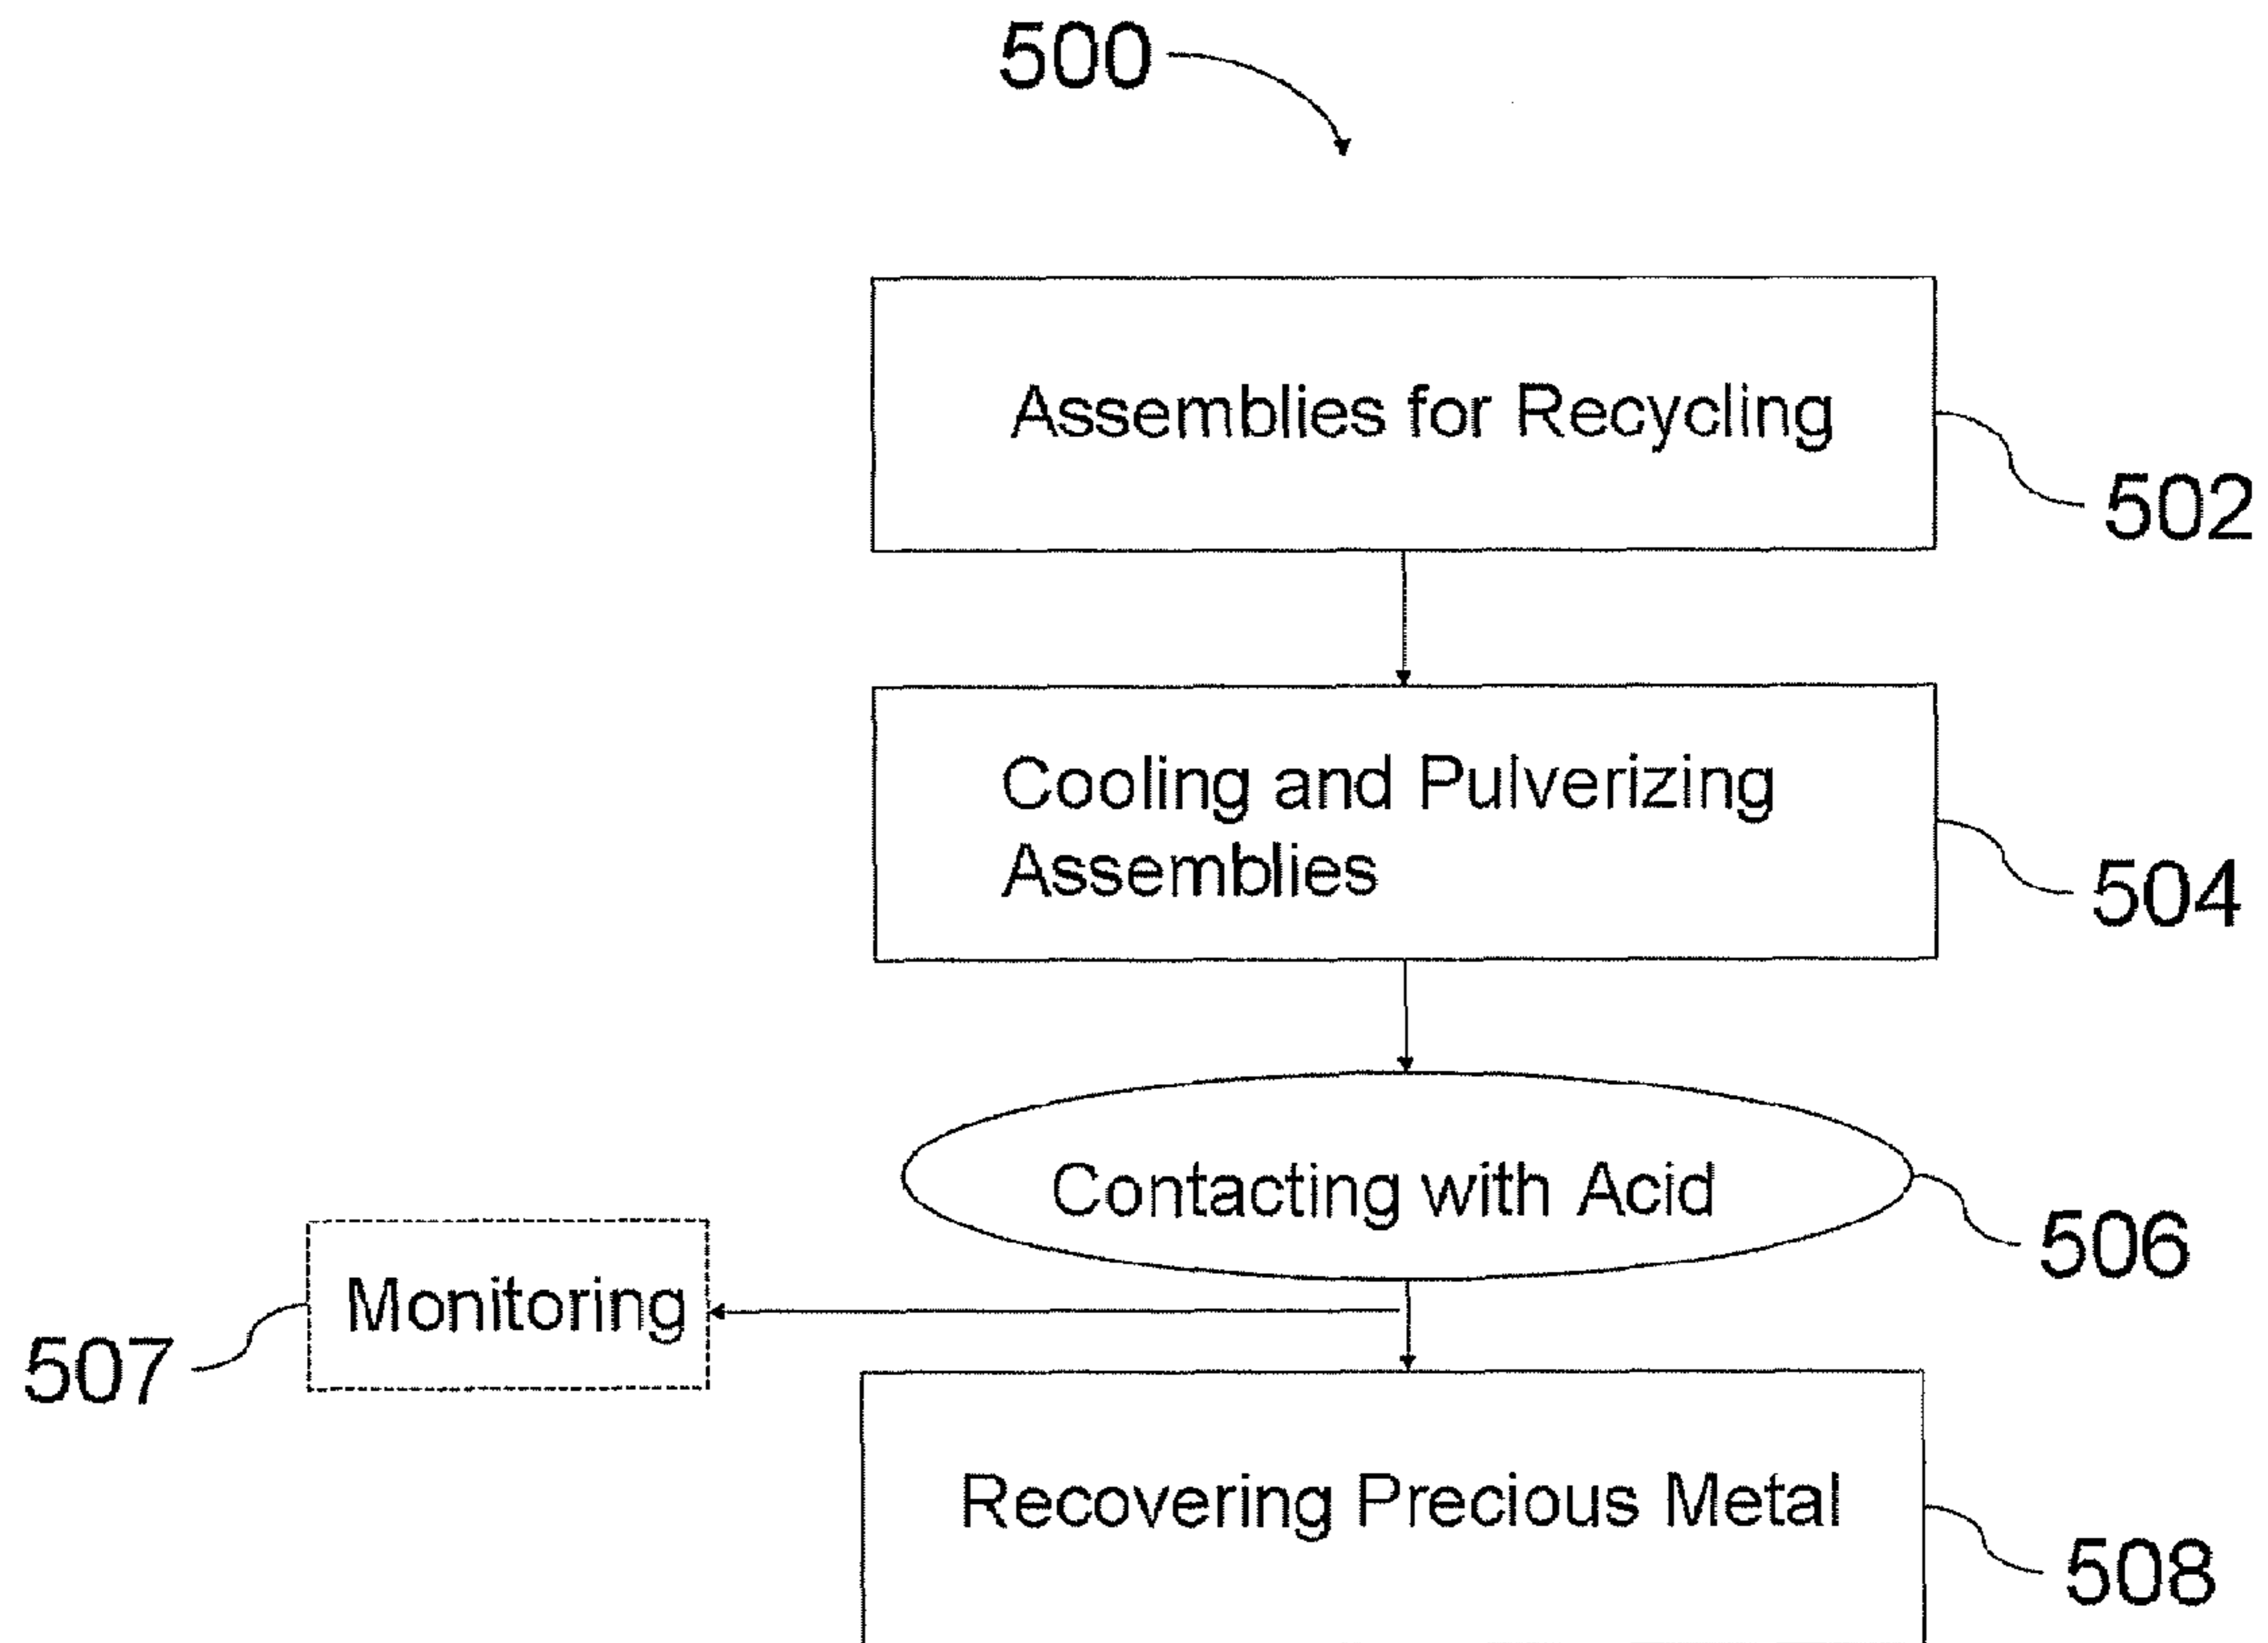 500
Assemblies for Recycling
502
Cooling and Pulverizing
Assemblies
504
Contacting with Acid
506
Monitoring
507
Recovering Precious Metal
508